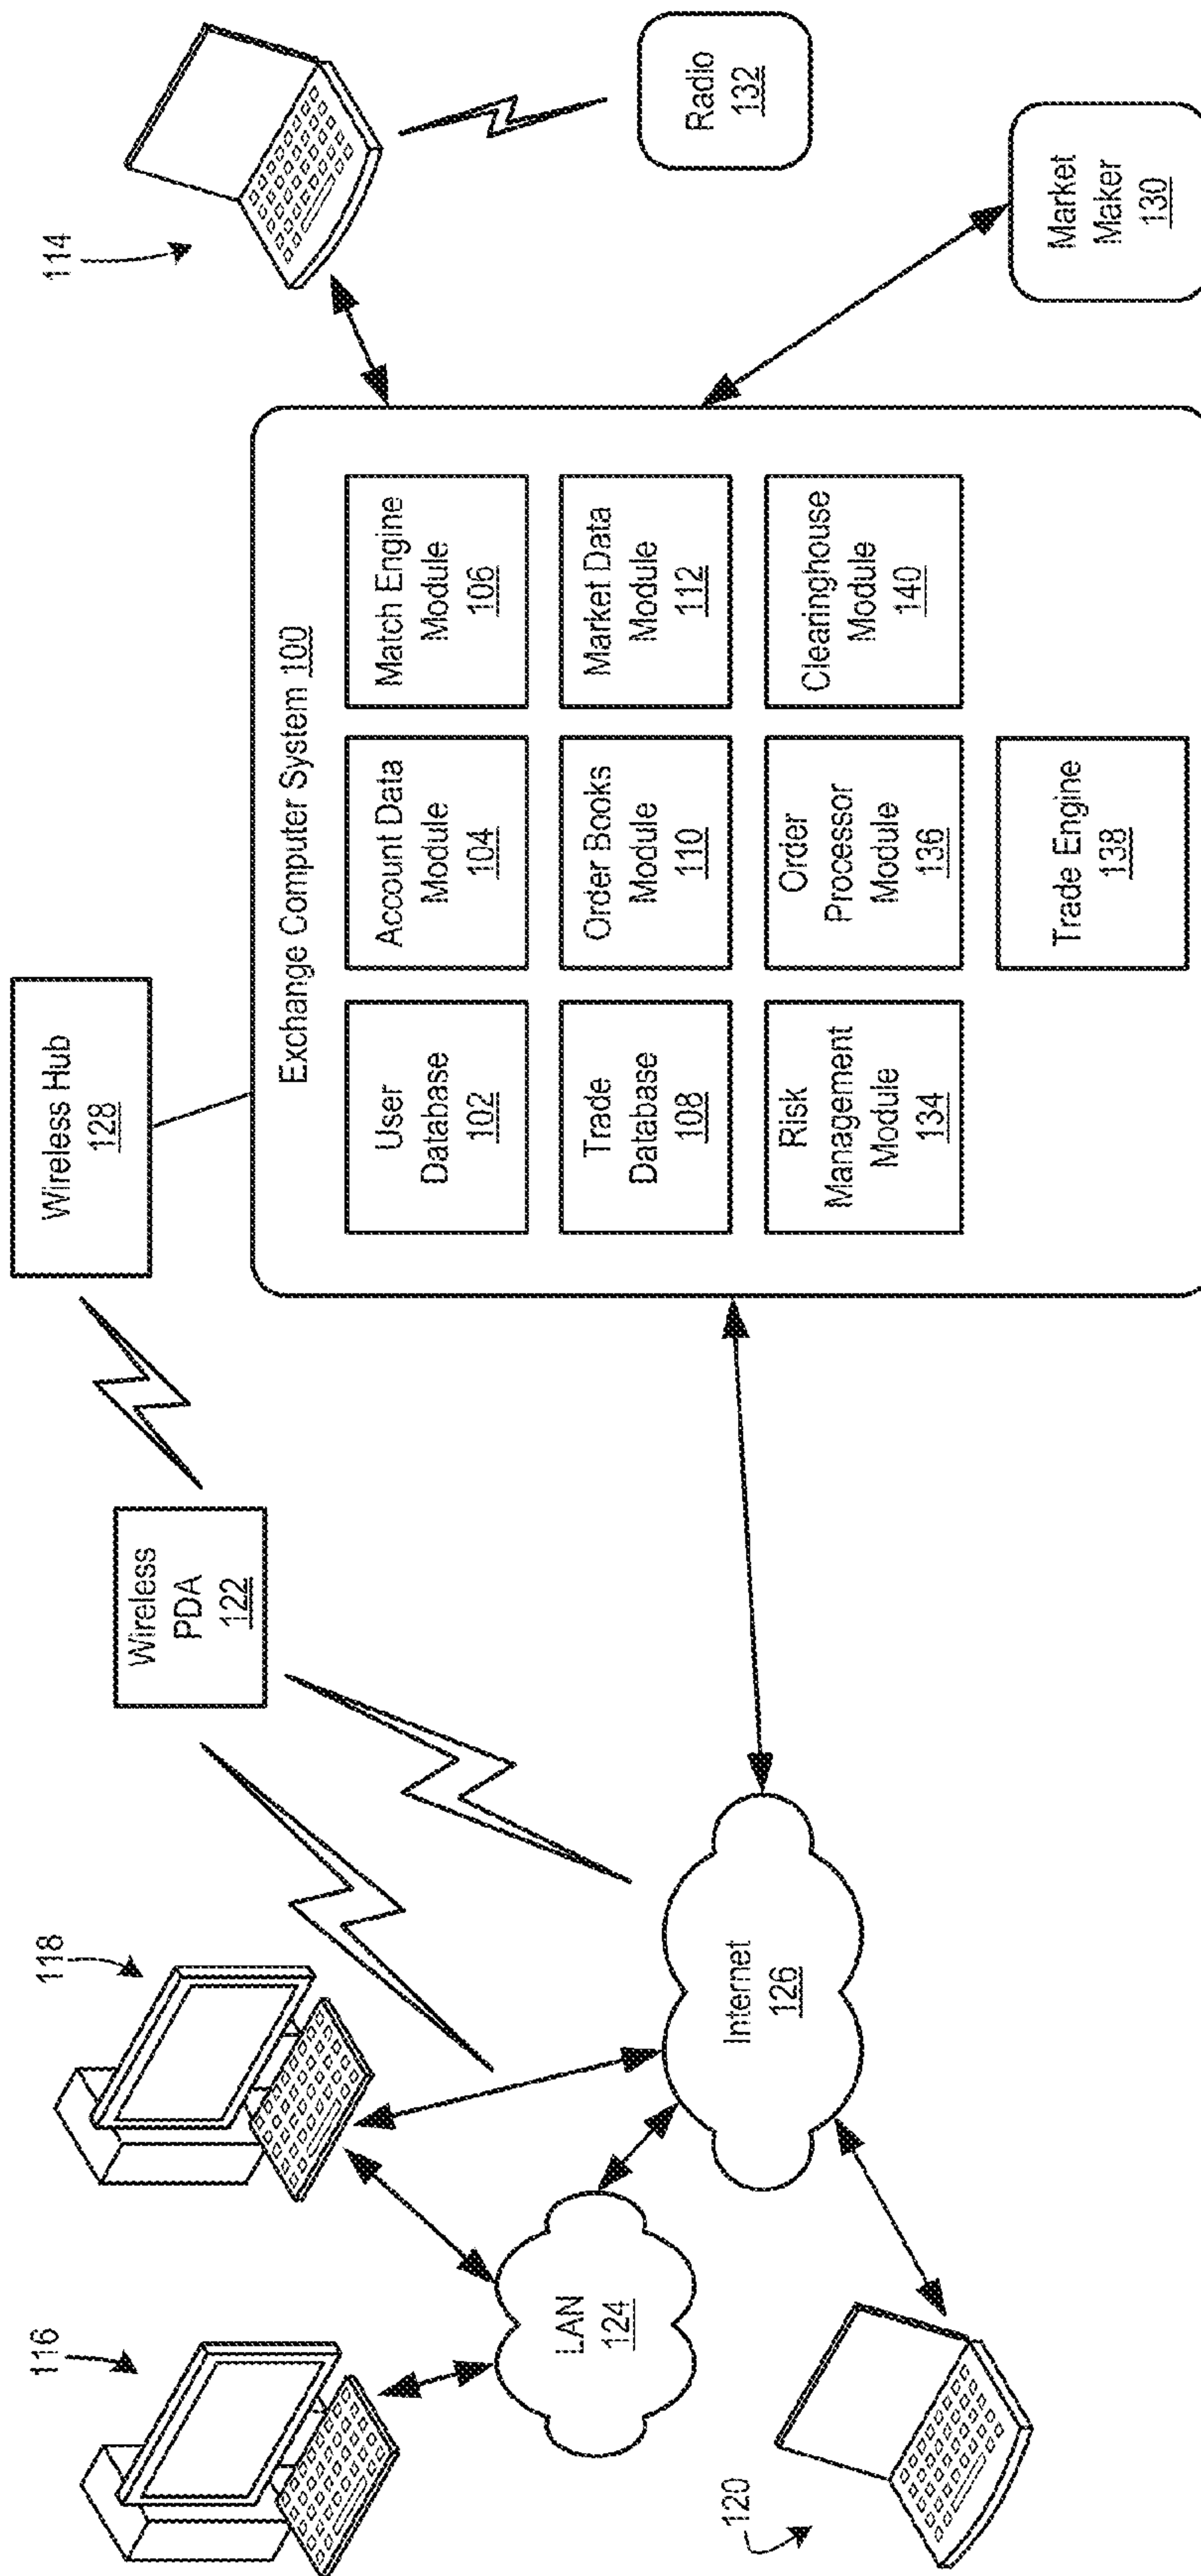 116
118
Wireless
PDA
122
Wireless Hub
128
114
Exchange Computer System 100
User
Database
102
Account Data
Module
104
Match Engine
Module
106
Trade
Database
108
Order Books
Module
110
Market Data
Module
112
Risk
Management
Module
134
Order
Processor
Module
136
Clearinghouse
Module
140
Trade Engine
138
Radio
132
Market
Maker
130
LAN
124
Internet
126
120